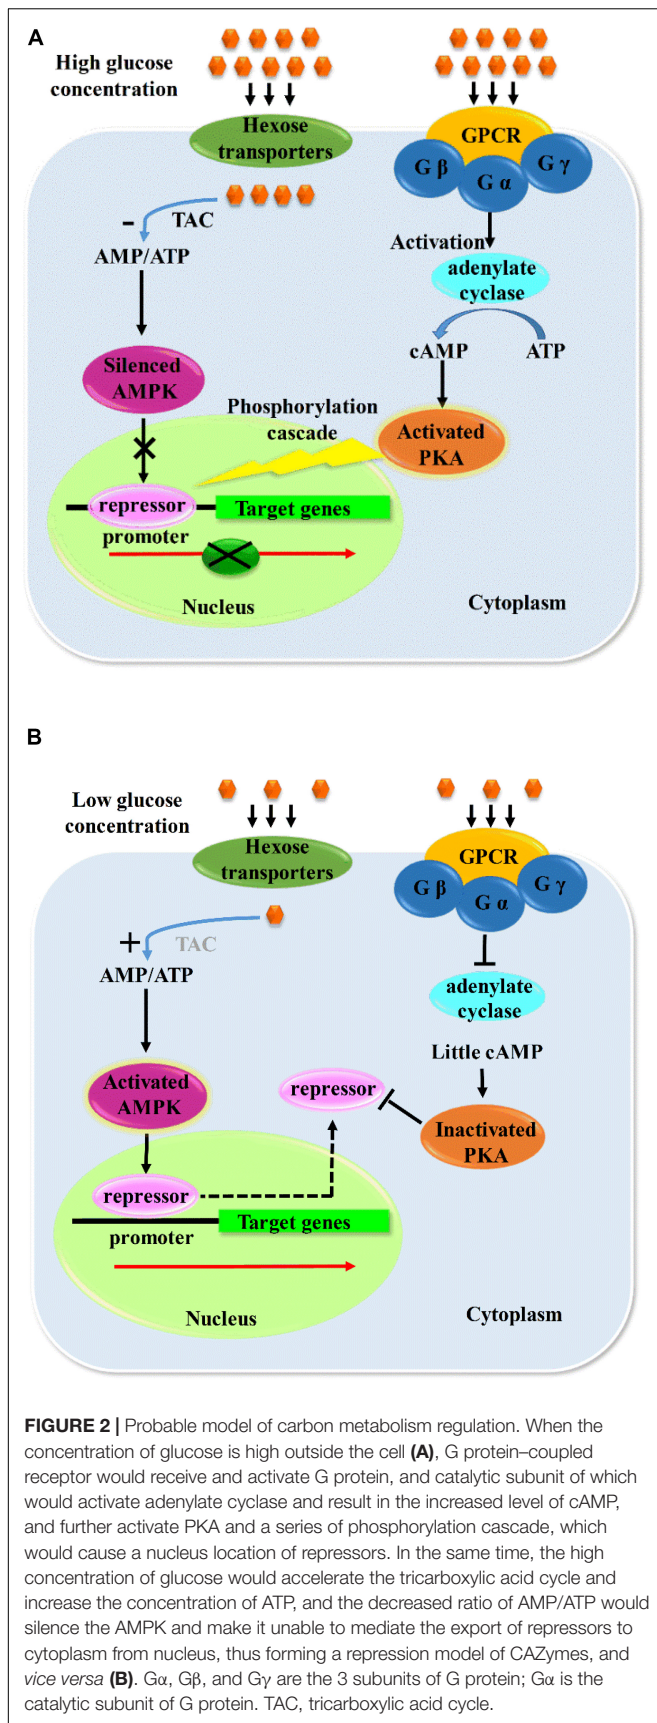 A
High glucose
concentration
Hexose
transporters
GPCR
G β
G α
G γ
TAC
–
AMP/ATP
Activation
adenylate
cyclase
cAMP
ATP
Silenced
AMPK
Phosphorylation
cascade
Activated
PKA
repressor
Target genes
promoter
Nucleus
Cytoplasm
B
Low glucose
concentration
Hexose
transporters
GPCR
G β
G α
G γ
+
TAC
AMP/ATP
adenylate
cyclase
Little cAMP
Activated
AMPK
repressor
Inactivated
PKA
repressor
Target genes
promoter
Nucleus
Cytoplasm
FIGURE 2 | Probable model of carbon metabolism regulation. When the
concentration of glucose is high outside the cell (A), G protein–coupled
receptor would receive and activate G protein, and catalytic subunit of which
would activate adenylate cyclase and result in the increased level of cAMP,
and further activate PKA and a series of phosphorylation cascade, which
would cause a nucleus location of repressors. In the same time, the high
concentration of glucose would accelerate the tricarboxylic acid cycle and
increase the concentration of ATP, and the decreased ratio of AMP/ATP would
silence the AMPK and make it unable to mediate the export of repressors to
cytoplasm from nucleus, thus forming a repression model of CAZymes, and
vice versa (B). Gα, Gβ, and Gγ are the 3 subunits of G protein; Gα is the
catalytic subunit of G protein. TAC, tricarboxylic acid cycle.